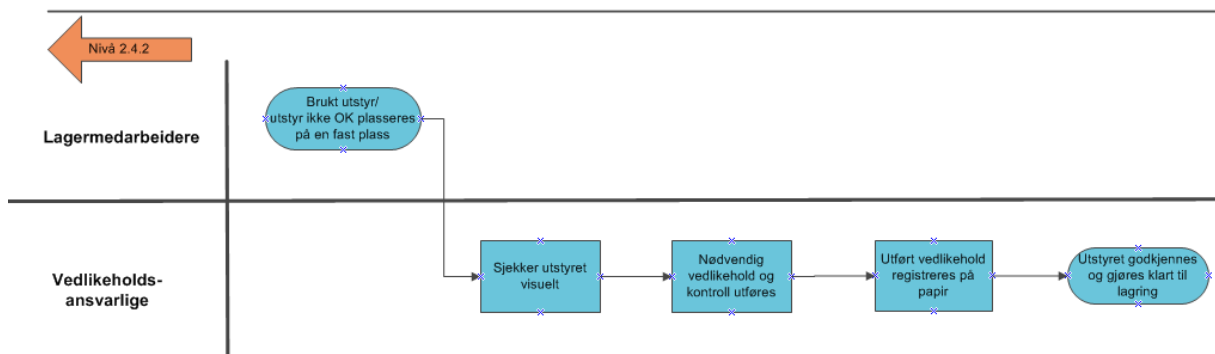 Nivå 2.4.2
Brukt utstyr/
utstyr ikke OK plasseres
på en fast plass
Lagermedarbeidere
Sjekker utstyret
visuelt
Nødvendig
vedlikehold og
kontroll utføres
Utført vedlikehold
registreres på
papir
Utstyret godkjennes
og gjøres klart til
lagring
Vedlikeholds-
ansvarlige